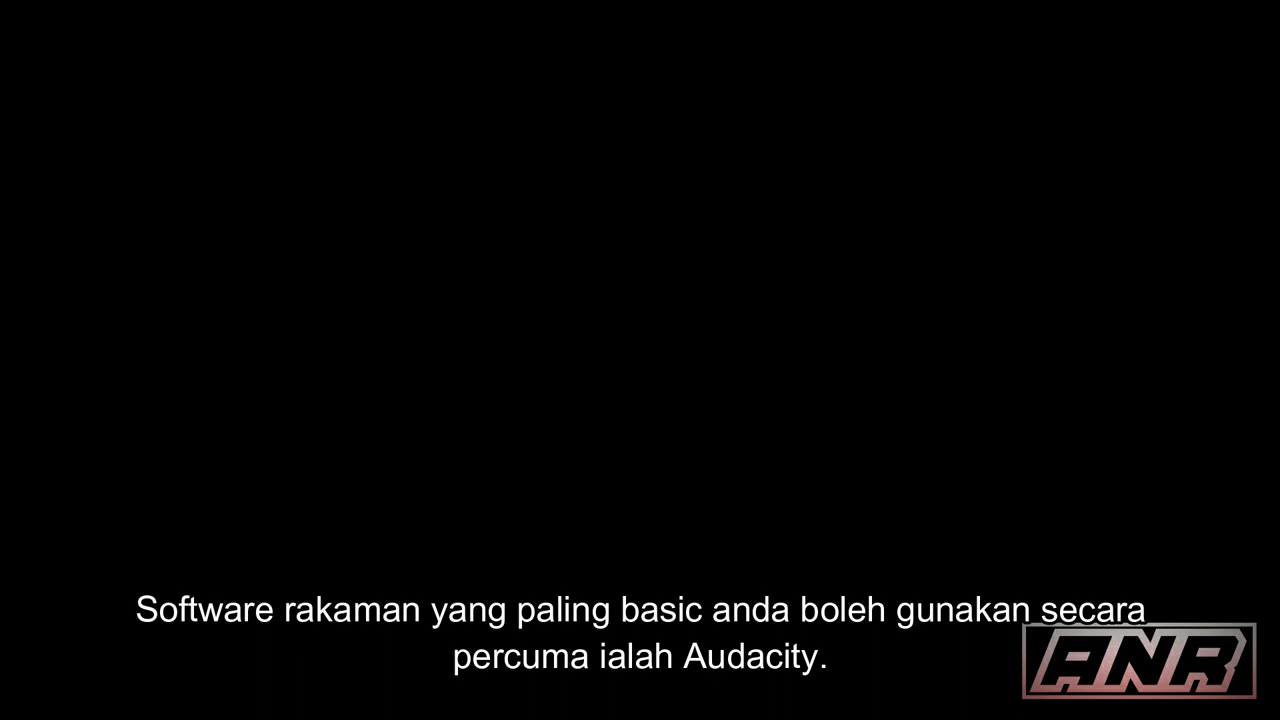 Software rakaman yang paling basic anda boleh gunakan secara
percuma ialah Audacity.
ANR